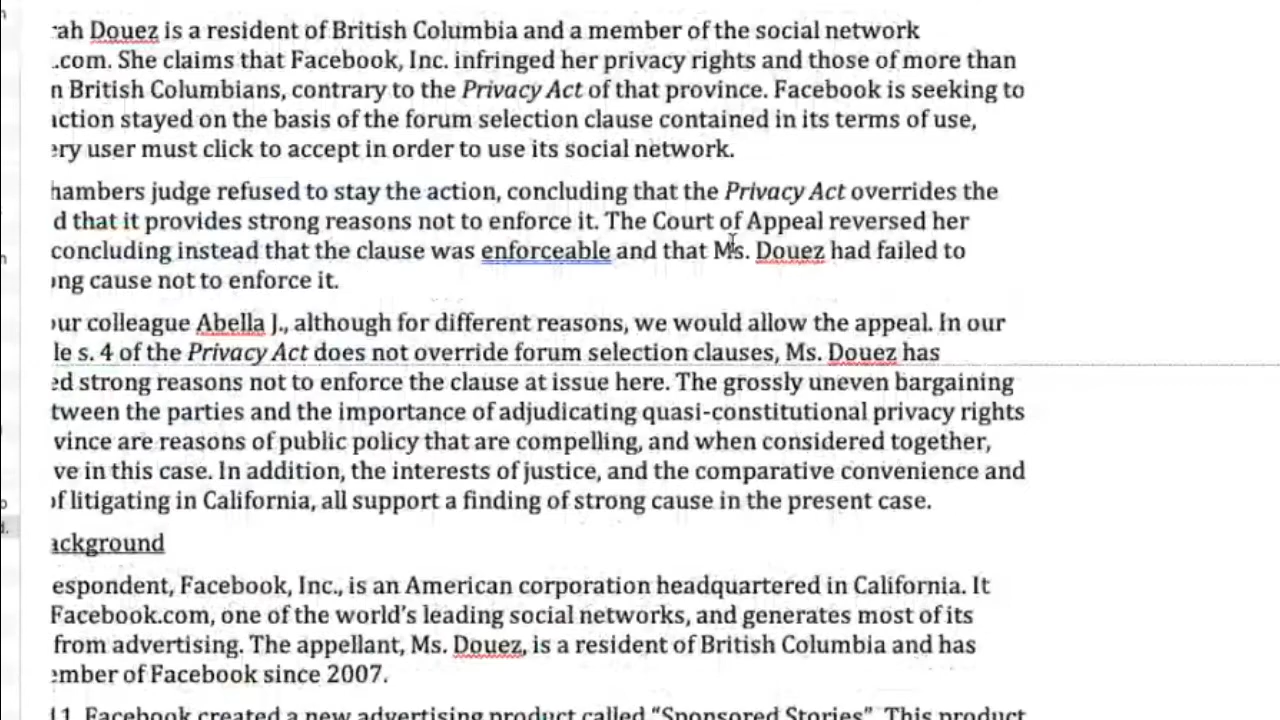 ah Douez is a resident of British Columbia and a member of the social network
.com. She claims that Facebook, Inc. infringed her privacy rights and those of more than
n British Columbians, contrary to the Privacy Act of that province. Facebook is seeking to
ction stayed on the basis of the forum selection clause contained in its terms of use,
ery user must click to accept in order to use its social network.
hambers judge refused to stay the action, concluding that the Privacy Act overrides the
d that it provides strong reasons not to enforce it. The Court of Appeal reversed her
concluding instead that the clause was enforceable and that Ms. Douez had failed to
ong cause not to enforce it.
our colleague Abella J., although for different reasons, we would allow the appeal. In our
le s. 4 of the Privacy Act does not override forum selection clauses, Ms. Douez has
ed strong reasons not to enforce the clause at issue here. The grossly uneven bargaining
tween the parties and the importance of adjudicating quasi-constitutional privacy rights
vince are reasons of public policy that are compelling, and when considered together,
ve in this case. In addition, the interests of justice, and the comparative convenience and
of litigating in California, all support a finding of strong cause in the present case.
ackground
espondent, Facebook, Inc., is an American corporation headquartered in California. It
Facebook.com, one of the world's leading social networks, and generates most of its
from advertising. The appellant, Ms. Douez, is a resident of British Columbia and has
ember of Facebook since 2007.
11, Facebook created a new advertising product called "Sponsored Stories". This product